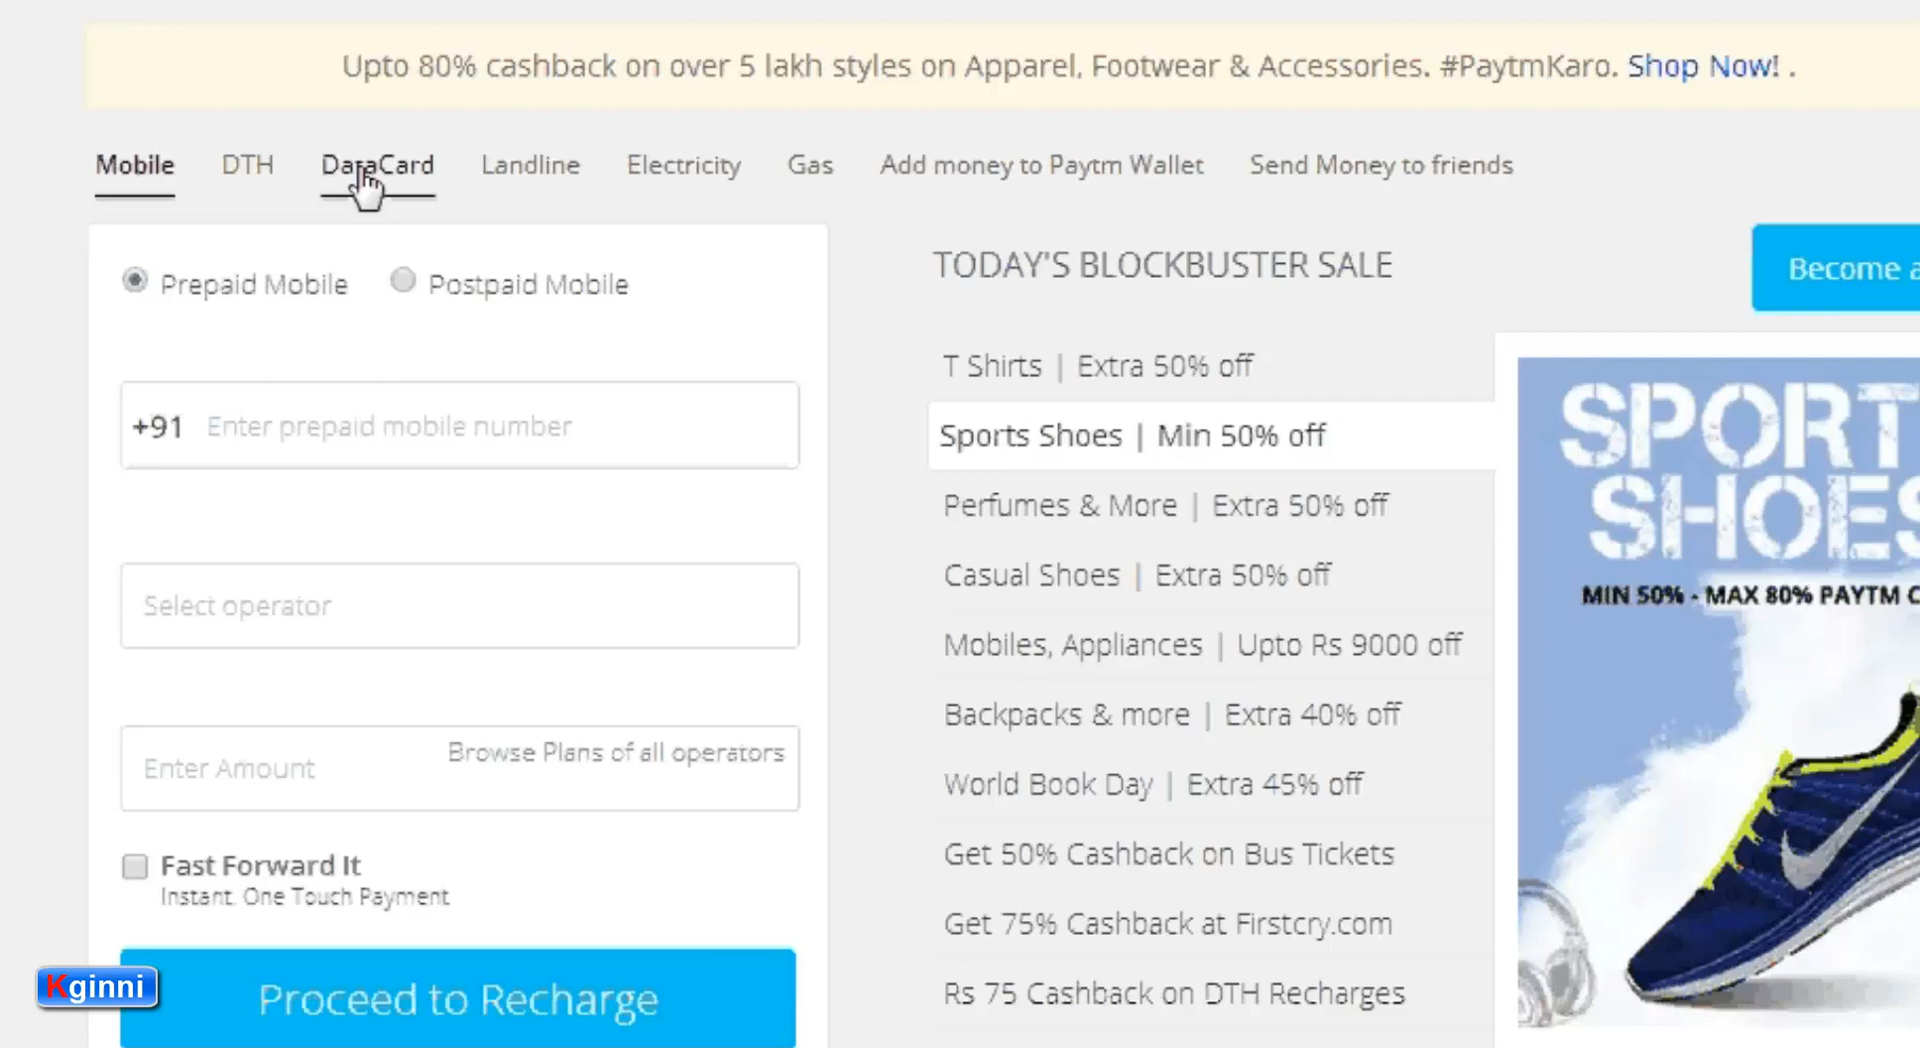 Upto 80% cashback on over 5 lakh styles on Apparel, Footwear & Accessories. #PaytmKaro. Shop Now! .
Mobile DTH DataCard Landline Electricity Gas Add money to Paytm Wallet Send Money to friends
Prepaid Mobile Postpaid Mobile
+91 Enter prepaid mobile number
Select operator
Enter Amount Browse Plans of all operators
Fast Forward It
Instant. One Touch Payment
Proceed to Recharge
Kginni
TODAY'S BLOCKBUSTER SALE
Become a
T Shirts | Extra 50% off
Sports Shoes | Min 50% off
Perfumes & More | Extra 50% off
Casual Shoes | Extra 50% off
Mobiles, Appliances | Upto Rs 9000 off
Backpacks & more | Extra 40% off
World Book Day | Extra 45% off
Get 50% Cashback on Bus Tickets
Get 75% Cashback at Firstcry.com
Rs 75 Cashback on DTH Recharges
SPORT
SHOES
MIN 50% - MAX 80% PAYTM C